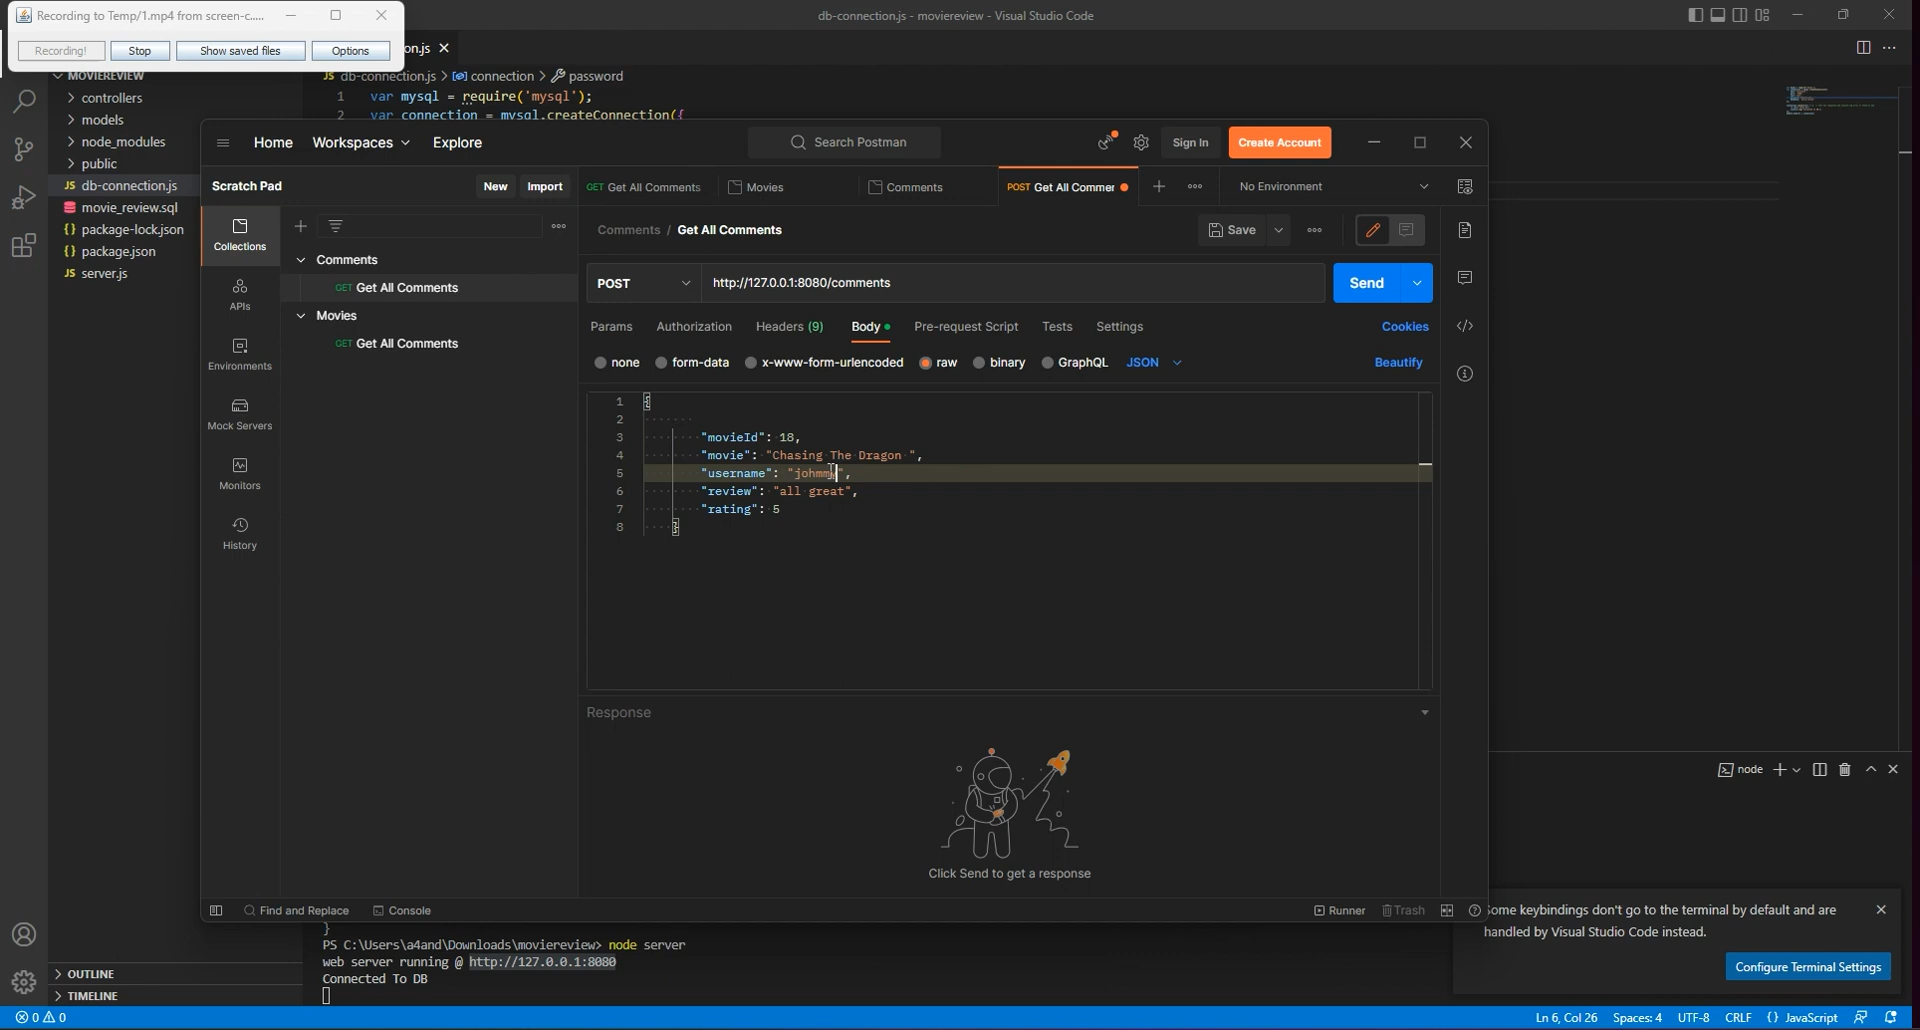 Recording to Temp/1.mp4 from screen-c.....
Recording!
Stop
Show saved files
Options
db-connection.js - moviereview - Visual Studio Code
on.js
MOVIEREVIEW
controllers
models
node_modules
public
JS db-connection.js
movie_review.sql
{} package-lock.json
{} package.json
JS server.js
JS db-connection.js > connection > password
1 var mysql = require('mysql');
2 var connection = mysql.createConnection({
Home
Workspaces
Explore
Search Postman
Sign In
Create Account
Scratch Pad
New
Import
GET Get All Comments
Movies
Comments
POST Get All Commer
No Environment
Collections
APIs
Environments
Mock Servers
Monitors
History
Comments
GET Get All Comments
Movies
GET Get All Comments
Comments / Get All Comments
Save
POST
http://127.0.0.1:8080/comments
Send
Params
Authorization
Headers (9)
Body
Pre-request Script
Tests
Settings
Cookies
none
form-data
x-www-form-urlencoded
raw
binary
GraphQL
JSON
Beautify
1 {
2
3 "movieId": 18,
4 "movie": "Chasing The Dragon ",
5 "username": "johmmy",
6 "review": "all great",
7 "rating": 5
8 }
Response
Click Send to get a response
Find and Replace
Console
Runner
Trash
node
}
PS C:\Users\a4and\Downloads\moviereview> node server
web server running @ http://127.0.0.1:8080
Connected To DB
ome keybindings don't go to the terminal by default and are
handled by Visual Studio Code instead.
Configure Terminal Settings
OUTLINE
TIMELINE
0 0
Ln 6, Col 26
Spaces: 4
UTF-8
CRLF
{} JavaScript